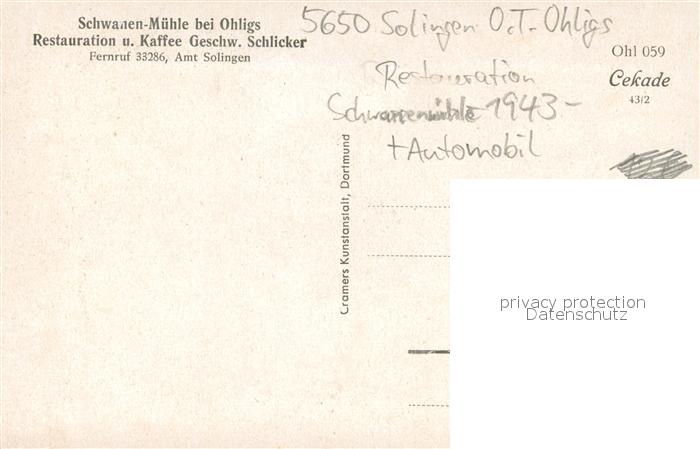 Schwanen-Mühle bei Ohligs
Restauration u. Kaffee Geschw. Schlicker
Fernruf 33286, Amt Solingen
5650 Solingen O.T. Ohligs
Restauration
Schwanenmühle 1943-
+Automobil
Ohl 059
Cekade
43/2
Cramers Kunstanstalt, Dortmund
privacy protection
Datenschutz